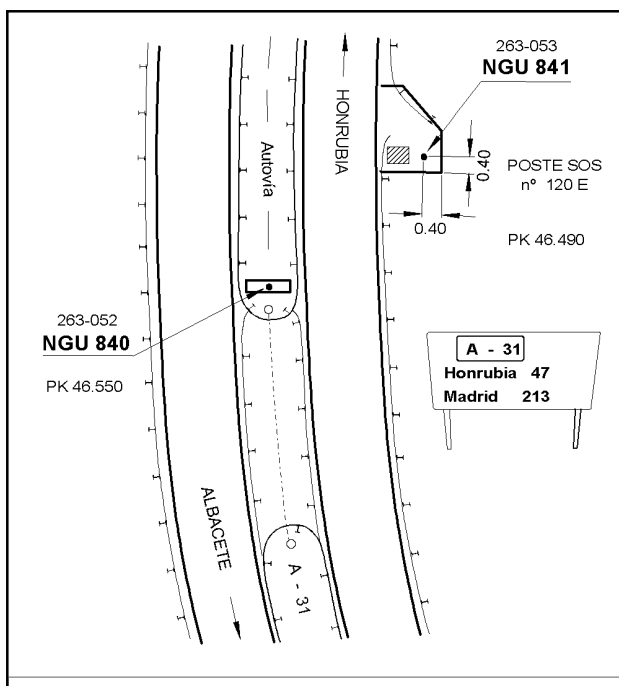 263-053
NGU 841
HONRUBIA
Autovía
0.40
POSTE SOS
nº 120 E
0.40
PK 46.490
263-052
NGU 840
PK 46.550
A - 31
Honrubia 47
Madrid 213
ALBACETE
A - 31